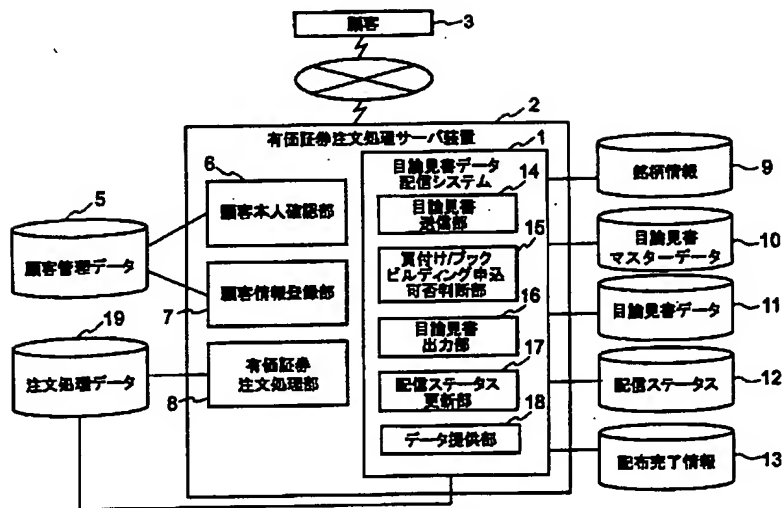 顧客
3
2
有価証券注文処理サーバ装置
1
6
顧客本人確認部
目論見書データ
配信システム
14
目論見書
送信部
銘柄情報
9
5
顧客管理データ
15
買付け/ブック
ビルディング申込
可否判断部
目論見書
マスターデータ
10
顧客情報登録部
7
16
目論見書
出力部
目論見書データ
11
19
注文処理データ
有価証券
注文処理部
8
17
配信ステータス
更新部
配信ステータス
12
18
データ提供部
配布完了情報
13